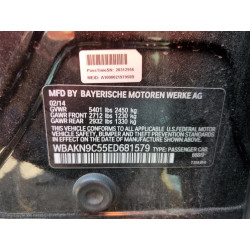 MFD BY BAYERISCHE MOTOREN WERKE AG
02/14
GVWR 5401 lbs 2450 kg
GAWR FRONT 2712 lbs 1230 kg
GAWR REAR 2932 lbs 1330 kg
THIS VEHICLE CONFORMS TO ALL APPLICABLE
FEDERAL MOTOR VEHICLE
SAFETY, BUMPER AND THEFT PREVENTION
STANDARDS IN EFFECT ON THE DATE
OF MANUFACTURE SHOWN ABOVE.
WBAKN9C55ED681579 TYPE: PASSENGER CAR